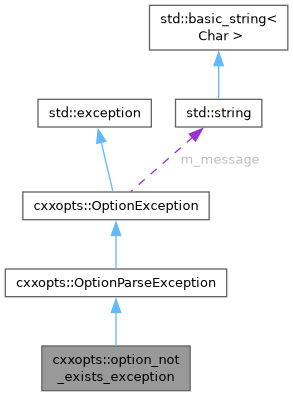 std::basic_string<
Char >
std::exception
std::string
m_message
cxxopts::OptionException
cxxopts::OptionParseException
cxxopts::option_not
_exists_exception